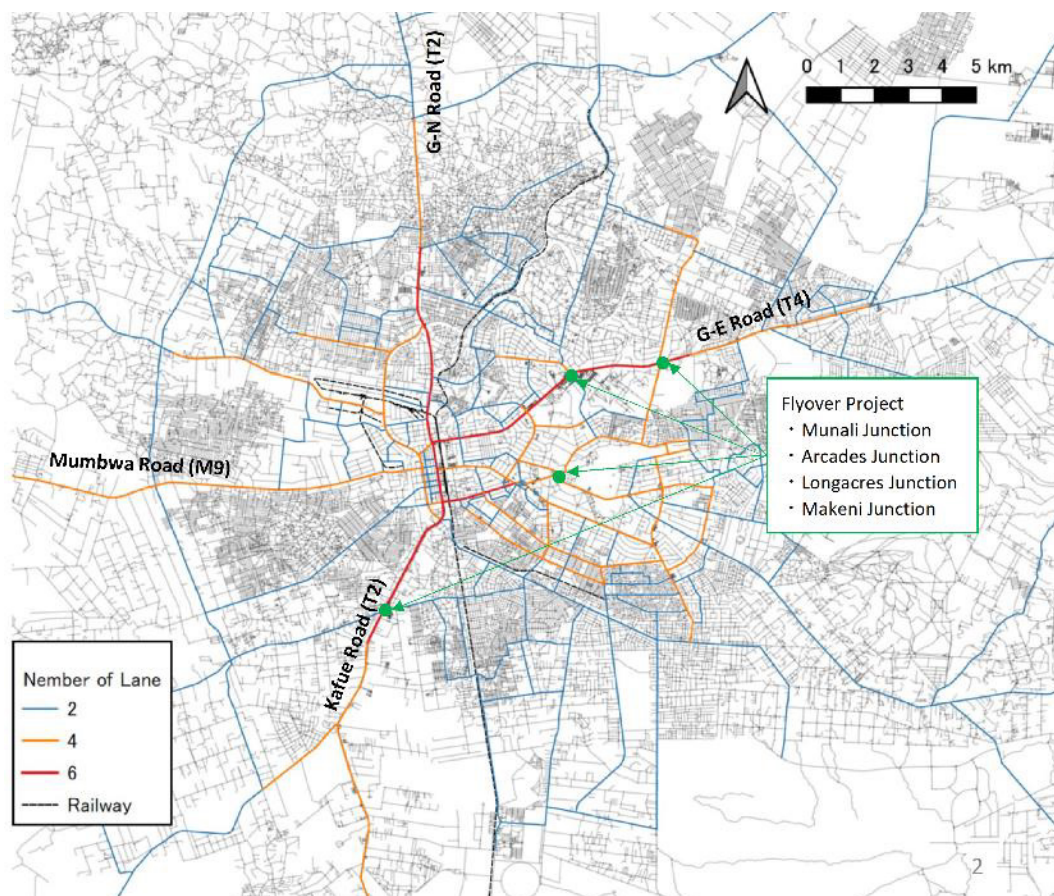 G-N Road (T2)
0 1 2 3 4 5 km
G-E Road (T4)
Mumbwa Road (M9)
Flyover Project
・ Munali Junction
・ Arcades Junction
・ Longacres Junction
・ Makeni Junction
Kafue Road (T2)
Nember of Lane
2
4
6
Railway
2